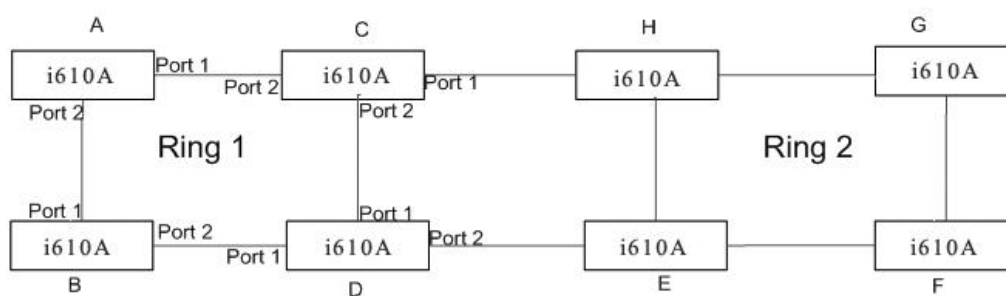 A
C
H
G
i610A
Port 1
Port 2
i610A
Port 1
i610A
i610A
Port 2
Port 2
Ring 1
Ring 2
Port 1
Port 1
i610A
Port 2
Port 1
i610A
Port 2
i610A
i610A
B
D
E
F